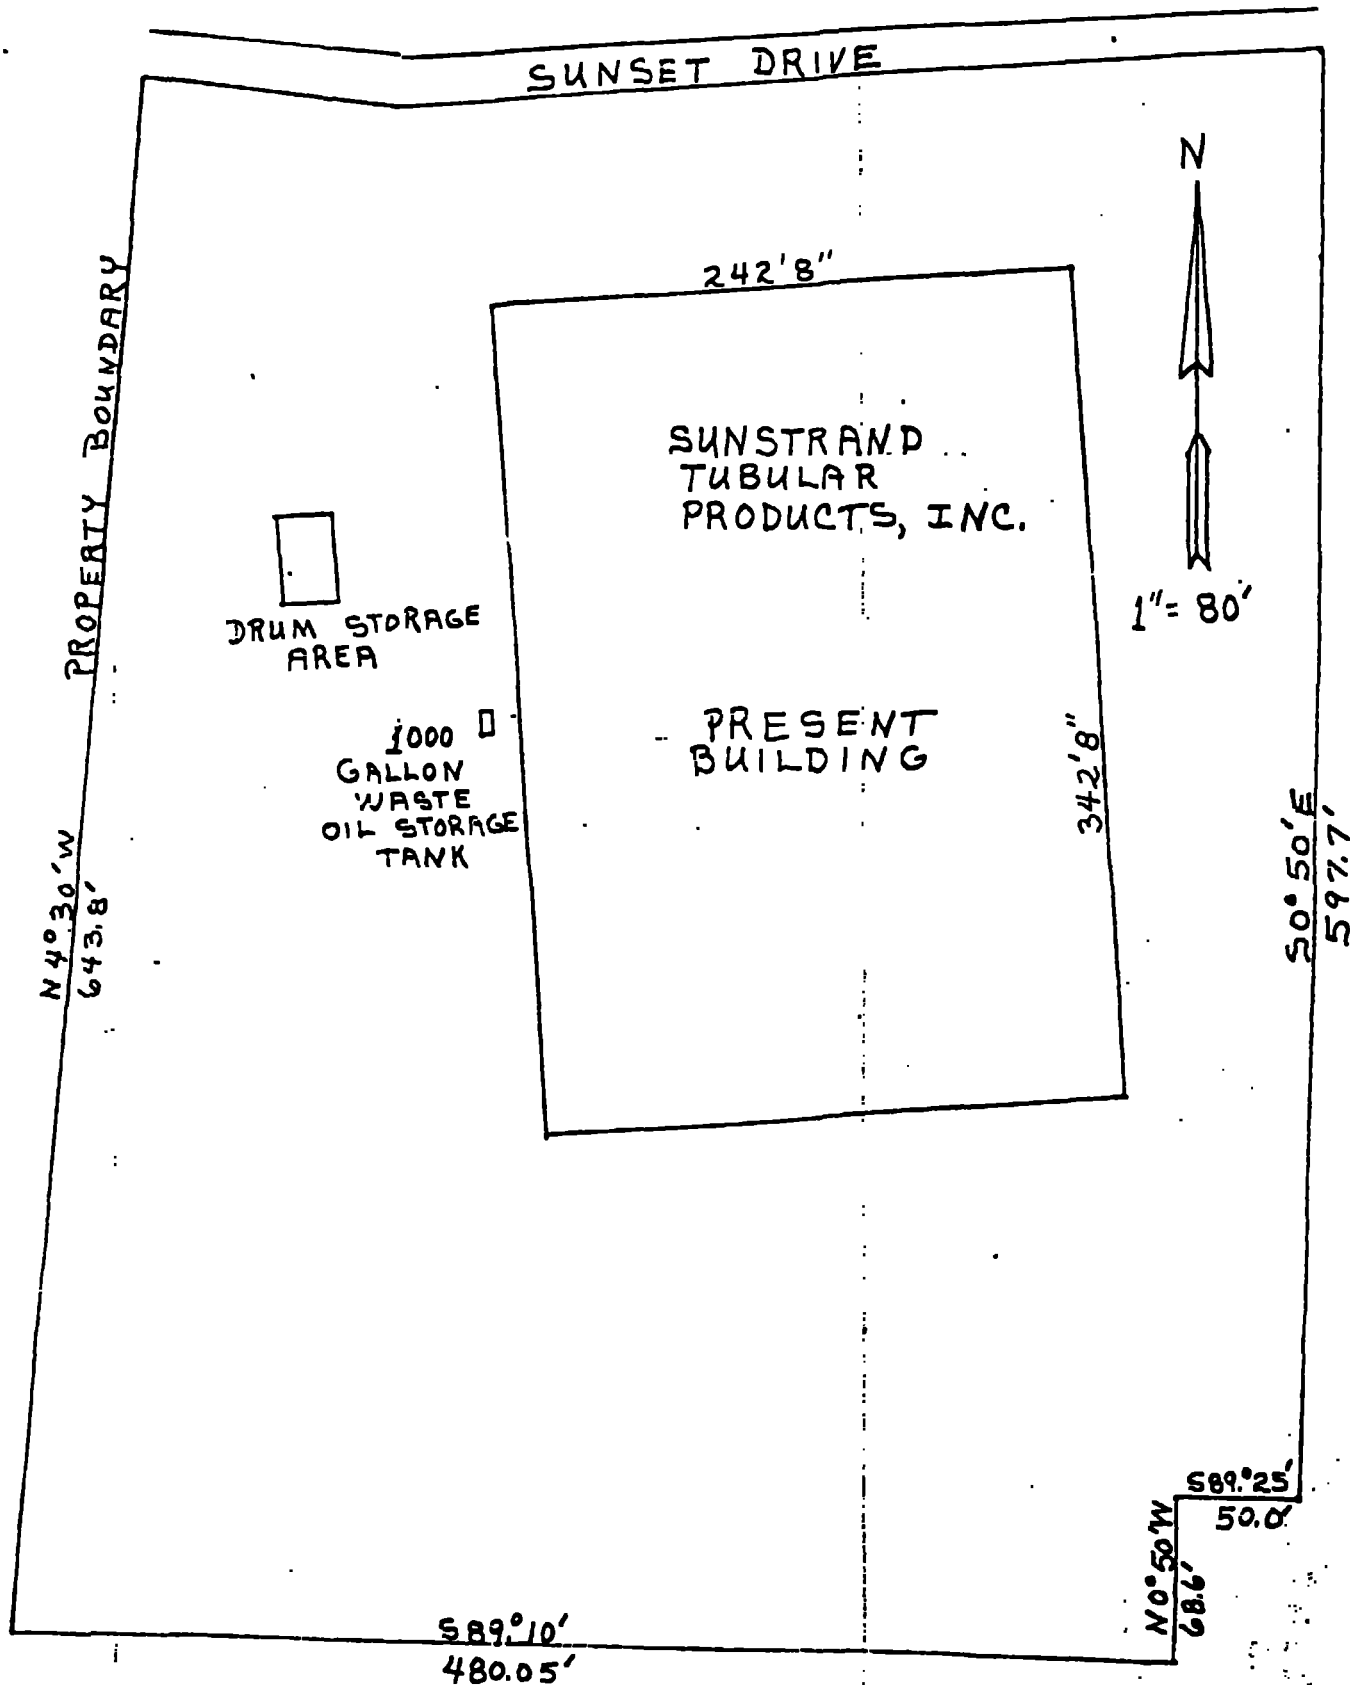 SUNSET DRIVE
N
242'8"
PROPERTY BOUNDARY
SUNSTRAND
TUBULAR
PRODUCTS, INC.
1"= 80'
DRUM STORAGE
AREA
1000
GALLON
WASTE
OIL STORAGE
TANK
PRESENT
BUILDING
342'8"
N 4°30'W
643.8'
S0°50'E
597.7'
S89°25'
50.0'
N0°50'W
68.6'
S89°10'
480.05'